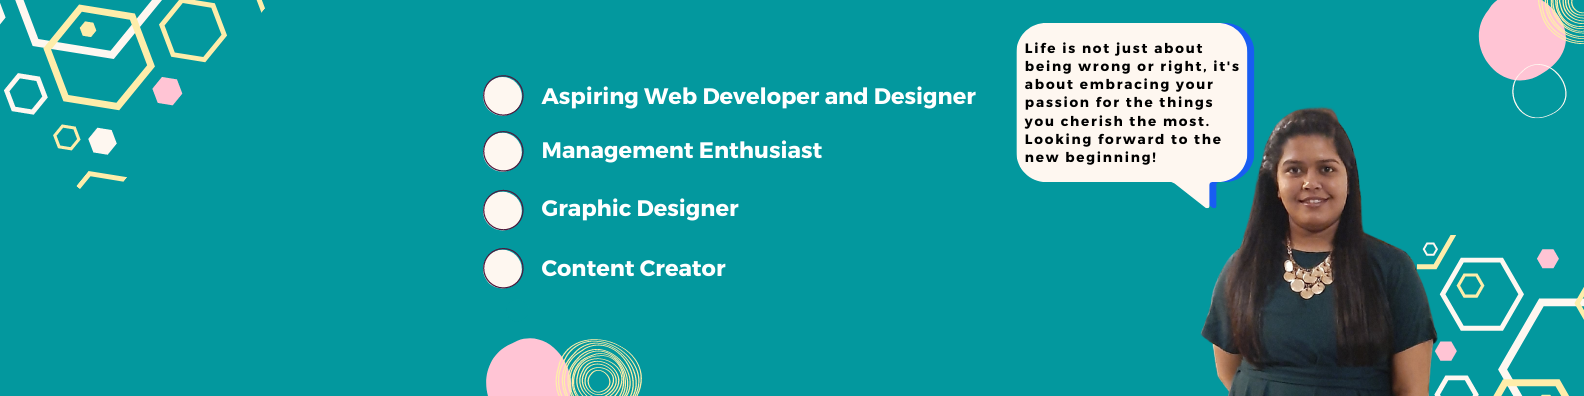 Aspiring Web Developer and Designer
Management Enthusiast
Graphic Designer
Content Creator
Life is not just about
being wrong or right, it's
about embracing your
passion for the things
you cherish the most.
Looking forward to the
new beginning!